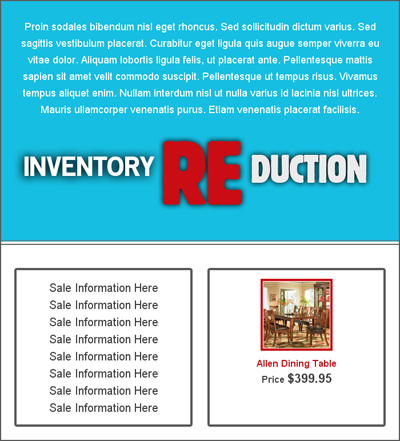 Proin sodales bibendum nisl eget rhoncus. Sed sollicitudin dictum varius. Sed
sagittis vestibulum placerat. Curabitur eget ligula quis augue semper viverra eu
vitae dolor. Aliquam lobortis ligula felis, ut placerat ante. Pellentesque mattis
sapien sit amet velit commodo suscipit. Pellentesque ut tempus risus. Vivamus
tempus aliquet enim. Nullam interdum nisl ut nulla varius id lacinia nisl ultrices.
Mauris ullamcorper venenatis purus. Etiam venenatis placerat facilisis.
INVENTORY REDUCTION
Sale Information Here
Sale Information Here
Sale Information Here
Sale Information Here
Sale Information Here
Sale Information Here
Sale Information Here
Sale Information Here
Allen Dining Table
Price $399.95